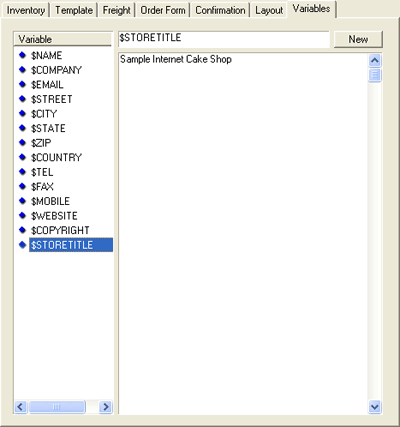 Inventory Template Freight Order Form Confirmation Layout Variables
Variable
$STORETITLE
New
$NAME
$COMPANY
$EMAIL
$STREET
$CITY
$STATE
$ZIP
$COUNTRY
$TEL
$FAX
$MOBILE
$WEBSITE
$COPYRIGHT
$STORETITLE
Sample Internet Cake Shop